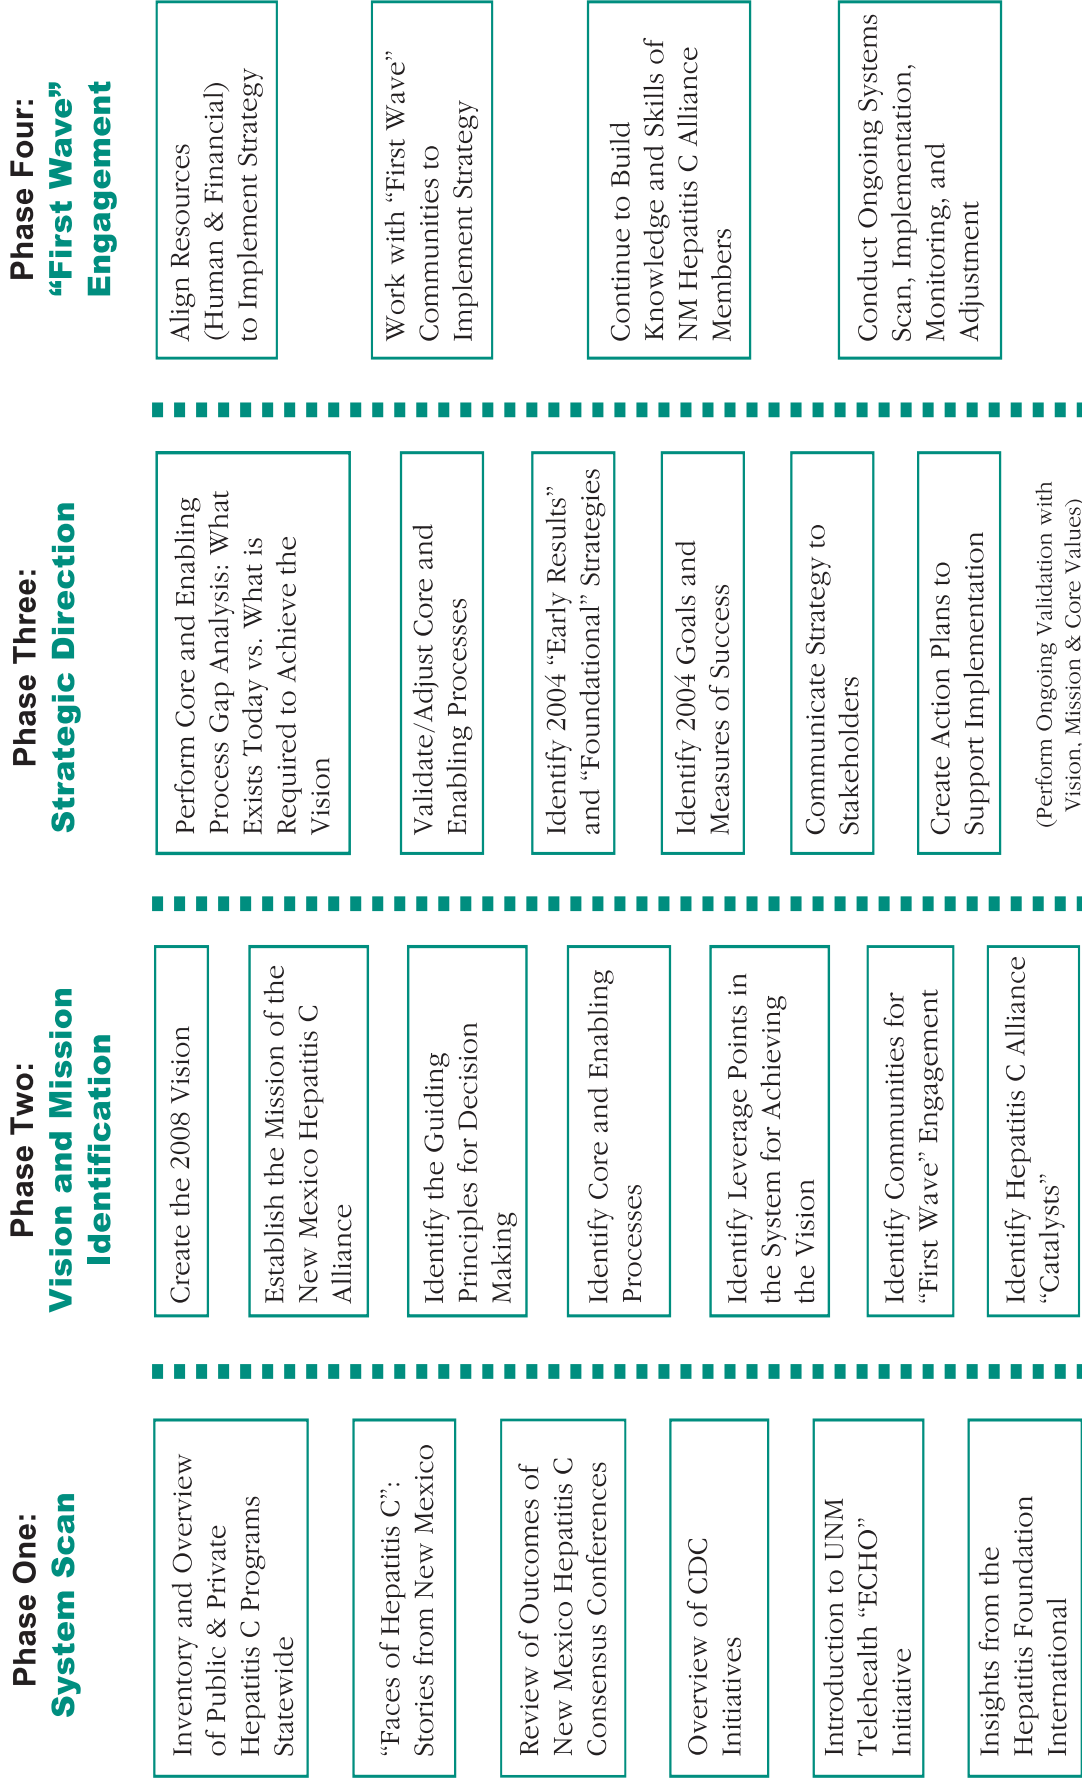 Phase One:
System Scan
Inventory and Overview
of Public & Private
Hepatitis C Programs
Statewide
“Faces of Hepatitis C”:
Stories from New Mexico
Review of Outcomes of
New Mexico Hepatitis C
Consensus Conferences
Overview of CDC
Initiatives
Introduction to UNM
Telehealth “ECHO”
Initiative
Insights from the
Hepatitis Foundation
International
Phase Two:
Vision and Mission
Identification
Create the 2008 Vision
Establish the Mission of the
New Mexico Hepatitis C
Alliance
Identify the Guiding
Principles for Decision
Making
Identify Core and Enabling
Processes
Identify Leverage Points in
the System for Achieving
the Vision
Identify Communities for
“First Wave” Engagement
Identify Hepatitis C Alliance
“Catalysts”
Phase Three:
Strategic Direction
Perform Core and Enabling
Process Gap Analysis: What
Exists Today vs. What is
Required to Achieve the
Vision
Validate/Adjust Core and
Enabling Processes
Identify 2004 “Early Results”
and “Foundational” Strategies
Identify 2004 Goals and
Measures of Success
Communicate Strategy to
Stakeholders
Create Action Plans to
Support Implementation
(Perform Ongoing Validation with
Vision, Mission & Core Values)
Phase Four:
“First Wave”
Engagement
Align Resources
(Human & Financial)
to Implement Strategy
Work with “First Wave”
Communities to
Implement Strategy
Continue to Build
Knowledge and Skills of
NM Hepatitis C Alliance
Members
Conduct Ongoing Systems
Scan, Implementation,
Monitoring, and
Adjustment